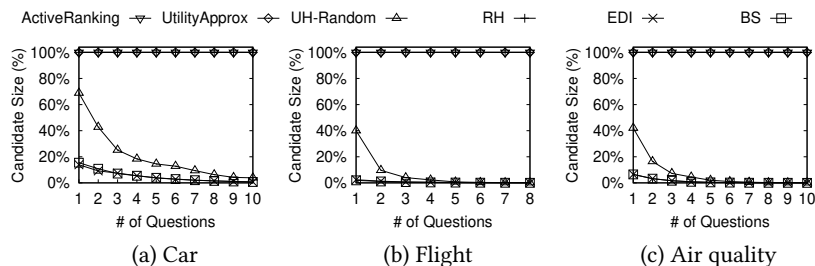 ActiveRanking UtilityApprox UH-Random RH EDI BS
100% 80% 60% 40% 20% 0%
Candidate Size (%)
1 2 3 4 5 6 7 8 9 10
# of Questions
(a) Car
100% 80% 60% 40% 20% 0%
Candidate Size (%)
1 2 3 4 5 6 7 8
# of Questions
(b) Flight
100% 80% 60% 40% 20% 0%
Candidate Size (%)
1 2 3 4 5 6 7 8 9 10
# of Questions
(c) Air quality